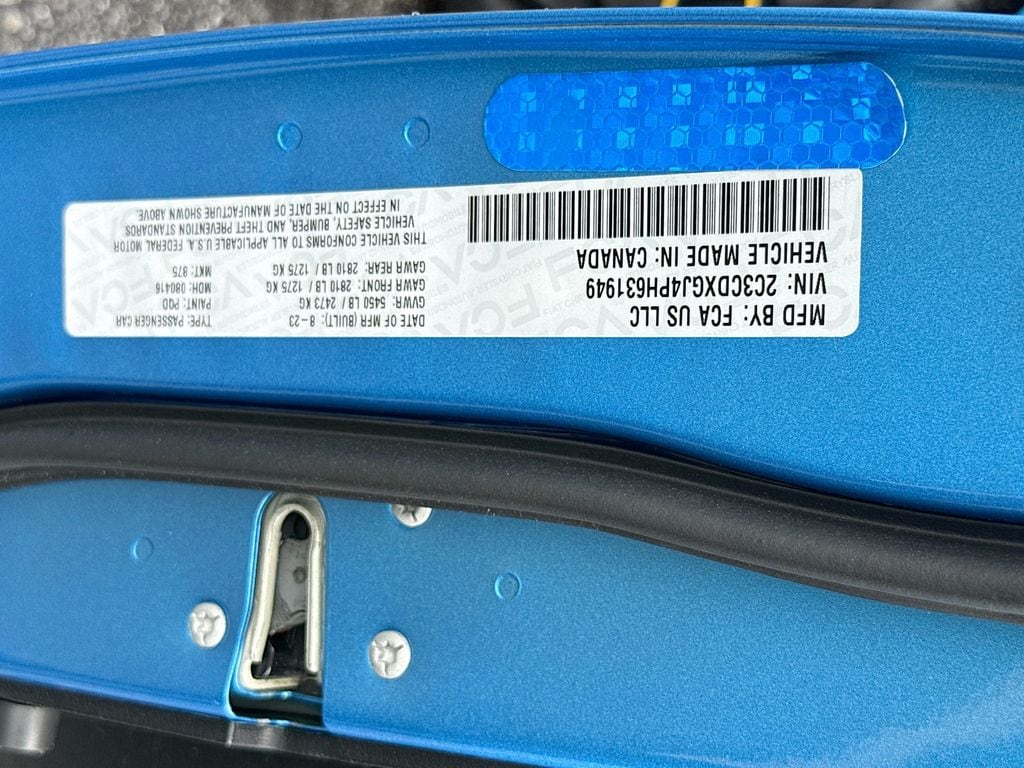 MFD BY: FCA US LLC
DATE OF MFR (BUILT): 8-23
TYPE: PASSENGER CAR
GVWR: 5450 LB / 2473 KG
PAINT: PQD
VIN: 2C3CDXGJ4PH631949
GAWR FRONT: 2810 LB / 1275 KG
MDH: 080416
VEHICLE MADE IN: CANADA
GAWR REAR: 2810 LB / 1275 KG
MKT: 875
THIS VEHICLE CONFORMS TO ALL APPLICABLE U.S.A. FEDERAL MOTOR
VEHICLE SAFETY, BUMPER, AND THEFT PREVENTION STANDARDS
IN EFFECT ON THE DATE OF MANUFACTURE SHOWN ABOVE.